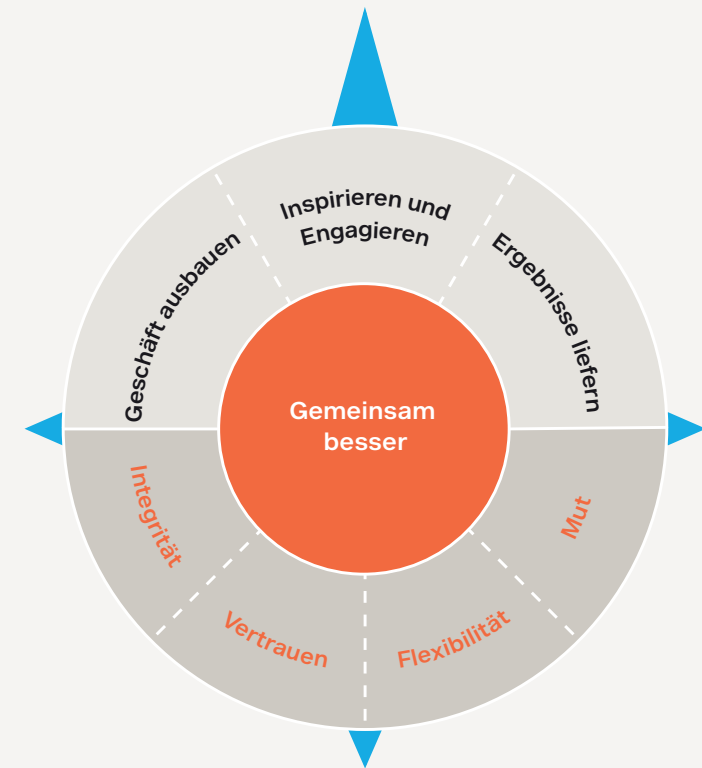 Inspirieren und
Engagieren
Geschäft ausbauen
Ergebnisse liefern
Gemeinsam
besser
Integrität
Mut
Vertrauen
Flexibilität